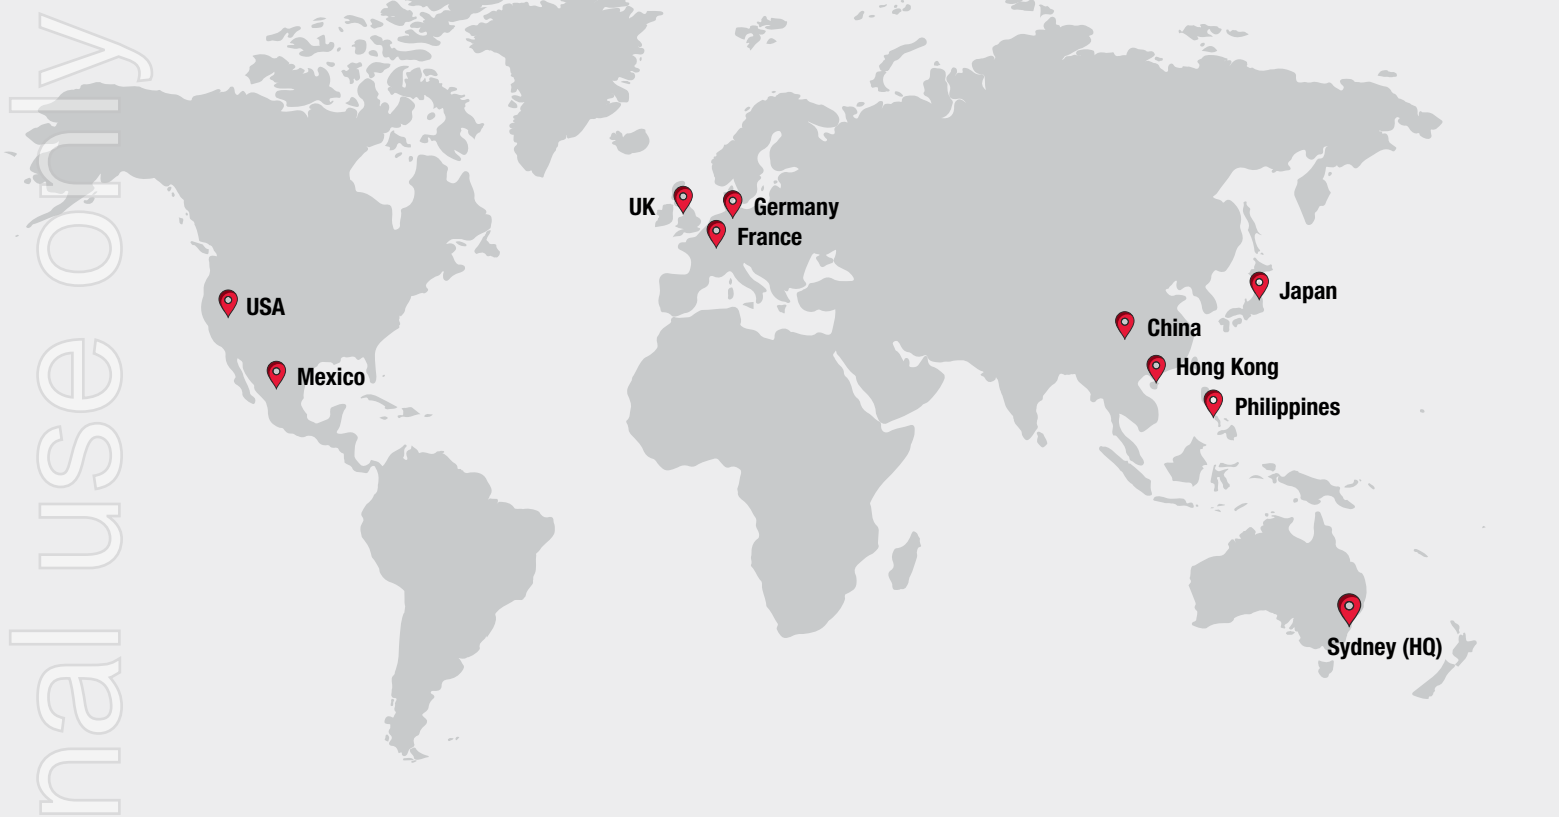 UK
Germany
France
USA
Japan
China
Mexico
Hong Kong
Philippines
Sydney (HQ)
nal use only